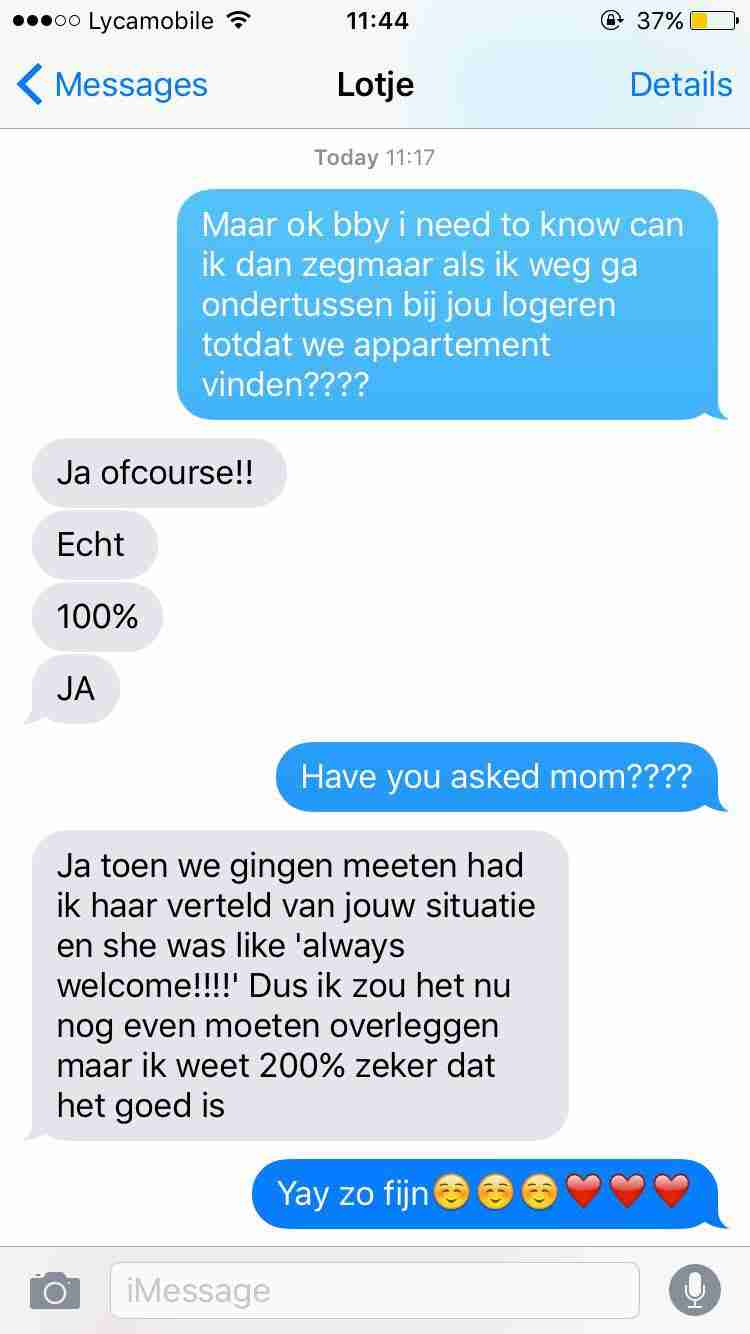 Lycamobile 11:44 37%
Messages Lotje Details
Today 11:17
Maar ok bby i need to know can
ik dan zegmaar als ik weg ga
ondertussen bij jou logeren
totdat we appartement
vinden????
Ja ofcourse!!
Echt
100%
JA
Have you asked mom????
Ja toen we gingen meeten had
ik haar verteld van jouw situatie
en she was like 'always
welcome!!!!' Dus ik zou het nu
nog even moeten overleggen
maar ik weet 200% zeker dat
het goed is
Yay zo fijn☺️☺️☺️❤️❤️❤️
iMessage